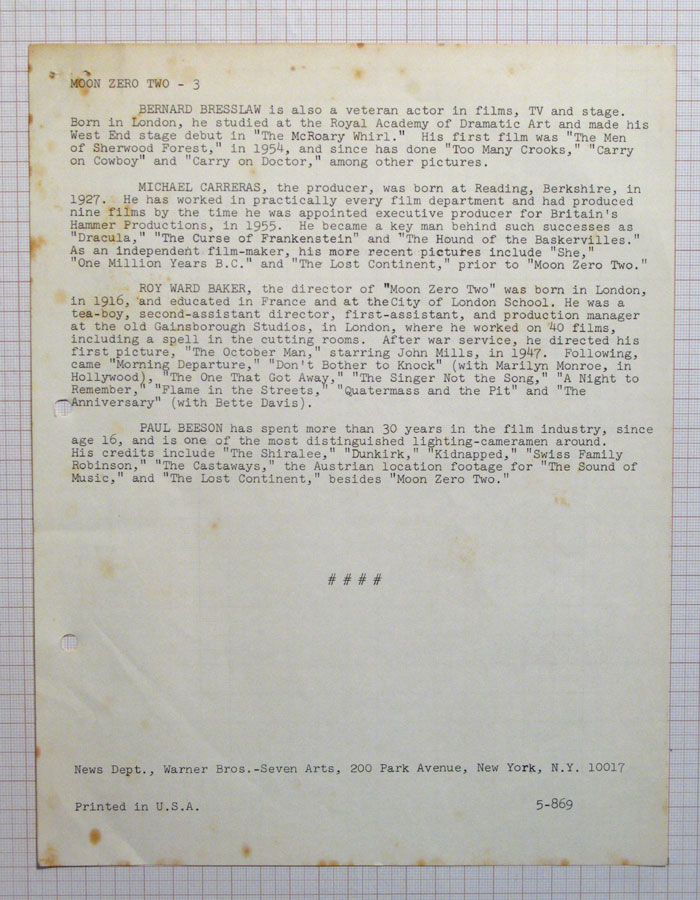 MOON ZERO TWO - 3
BERNARD BRESSLAW is also a veteran actor in films, TV and stage.
Born in London, he studied at the Royal Academy of Dramatic Art and made his
West End stage debut in "The McRoary Whirl." His first film was "The Men
of Sherwood Forest," in 1954, and since has done "Too Many Crooks," "Carry
on Cowboy" and "Carry on Doctor," among other pictures.
MICHAEL CARRERAS, the producer, was born at Reading, Berkshire, in
1927. He has worked in practically every film department and had produced
nine films by the time he was appointed executive producer for Britain's
Hammer Productions, in 1955. He became a key man behind such successes as
"Dracula," "The Curse of Frankenstein" and "The Hound of the Baskervilles."
As an independent film-maker, his more recent pictures include "She,"
"One Million Years B.C." and "The Lost Continent," prior to "Moon Zero Two."
ROY WARD BAKER, the director of "Moon Zero Two" was born in London,
in 1916, and educated in France and at theCity of London School. He was a
tea-boy, second-assistant director, first-assistant, and production manager
at the old Gainsborough Studios, in London, where he worked on 40 films,
including a spell in the cutting rooms. After war service, he directed his
first picture, "The October Man," starring John Mills, in 1947. Following,
came "Morning Departure," "Don't Bother to Knock" (with Marilyn Monroe, in
Hollywood), "The One That Got Away," "The Singer Not the Song," "A Night to
Remember," "Flame in the Streets," "Quatermass and the Pit" and "The
Anniversary" (with Bette Davis).
PAUL BEESON has spent more than 30 years in the film industry, since
age 16, and is one of the most distinguished lighting-cameramen around.
His credits include "The Shiralee," "Dunkirk," "Kidnapped," "Swiss Family
Robinson," "The Castaways," the Austrian location footage for "The Sound of
Music," and "The Lost Continent," besides "Moon Zero Two."
# # # #
News Dept., Warner Bros.-Seven Arts, 200 Park Avenue, New York, N.Y. 10017
Printed in U.S.A. 5-869